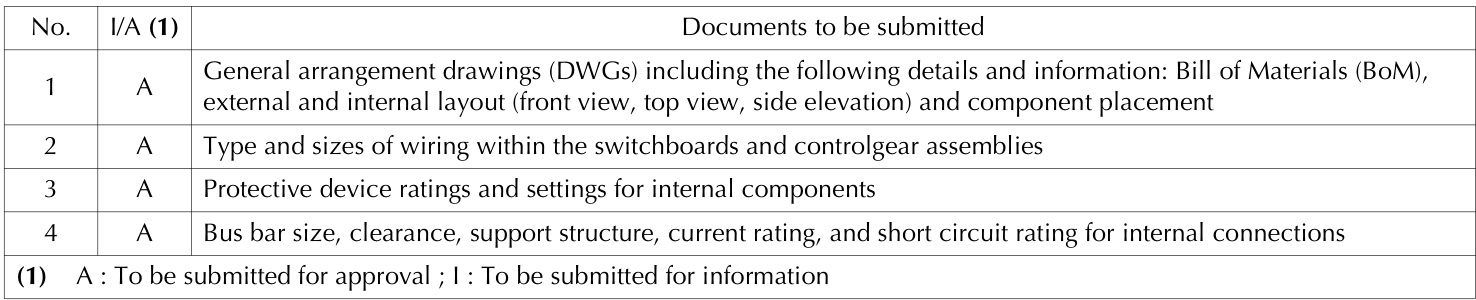 No. I/A (1) Documents to be submitted
1 A General arrangement drawings (DWGs) including the following details and information: Bill of Materials (BoM),
external and internal layout (front view, top view, side elevation) and component placement
2 A Type and sizes of wiring within the switchboards and controlgear assemblies
3 A Protective device ratings and settings for internal components
4 A Bus bar size, clearance, support structure, current rating, and short circuit rating for internal connections
(1) A : To be submitted for approval ; I : To be submitted for information